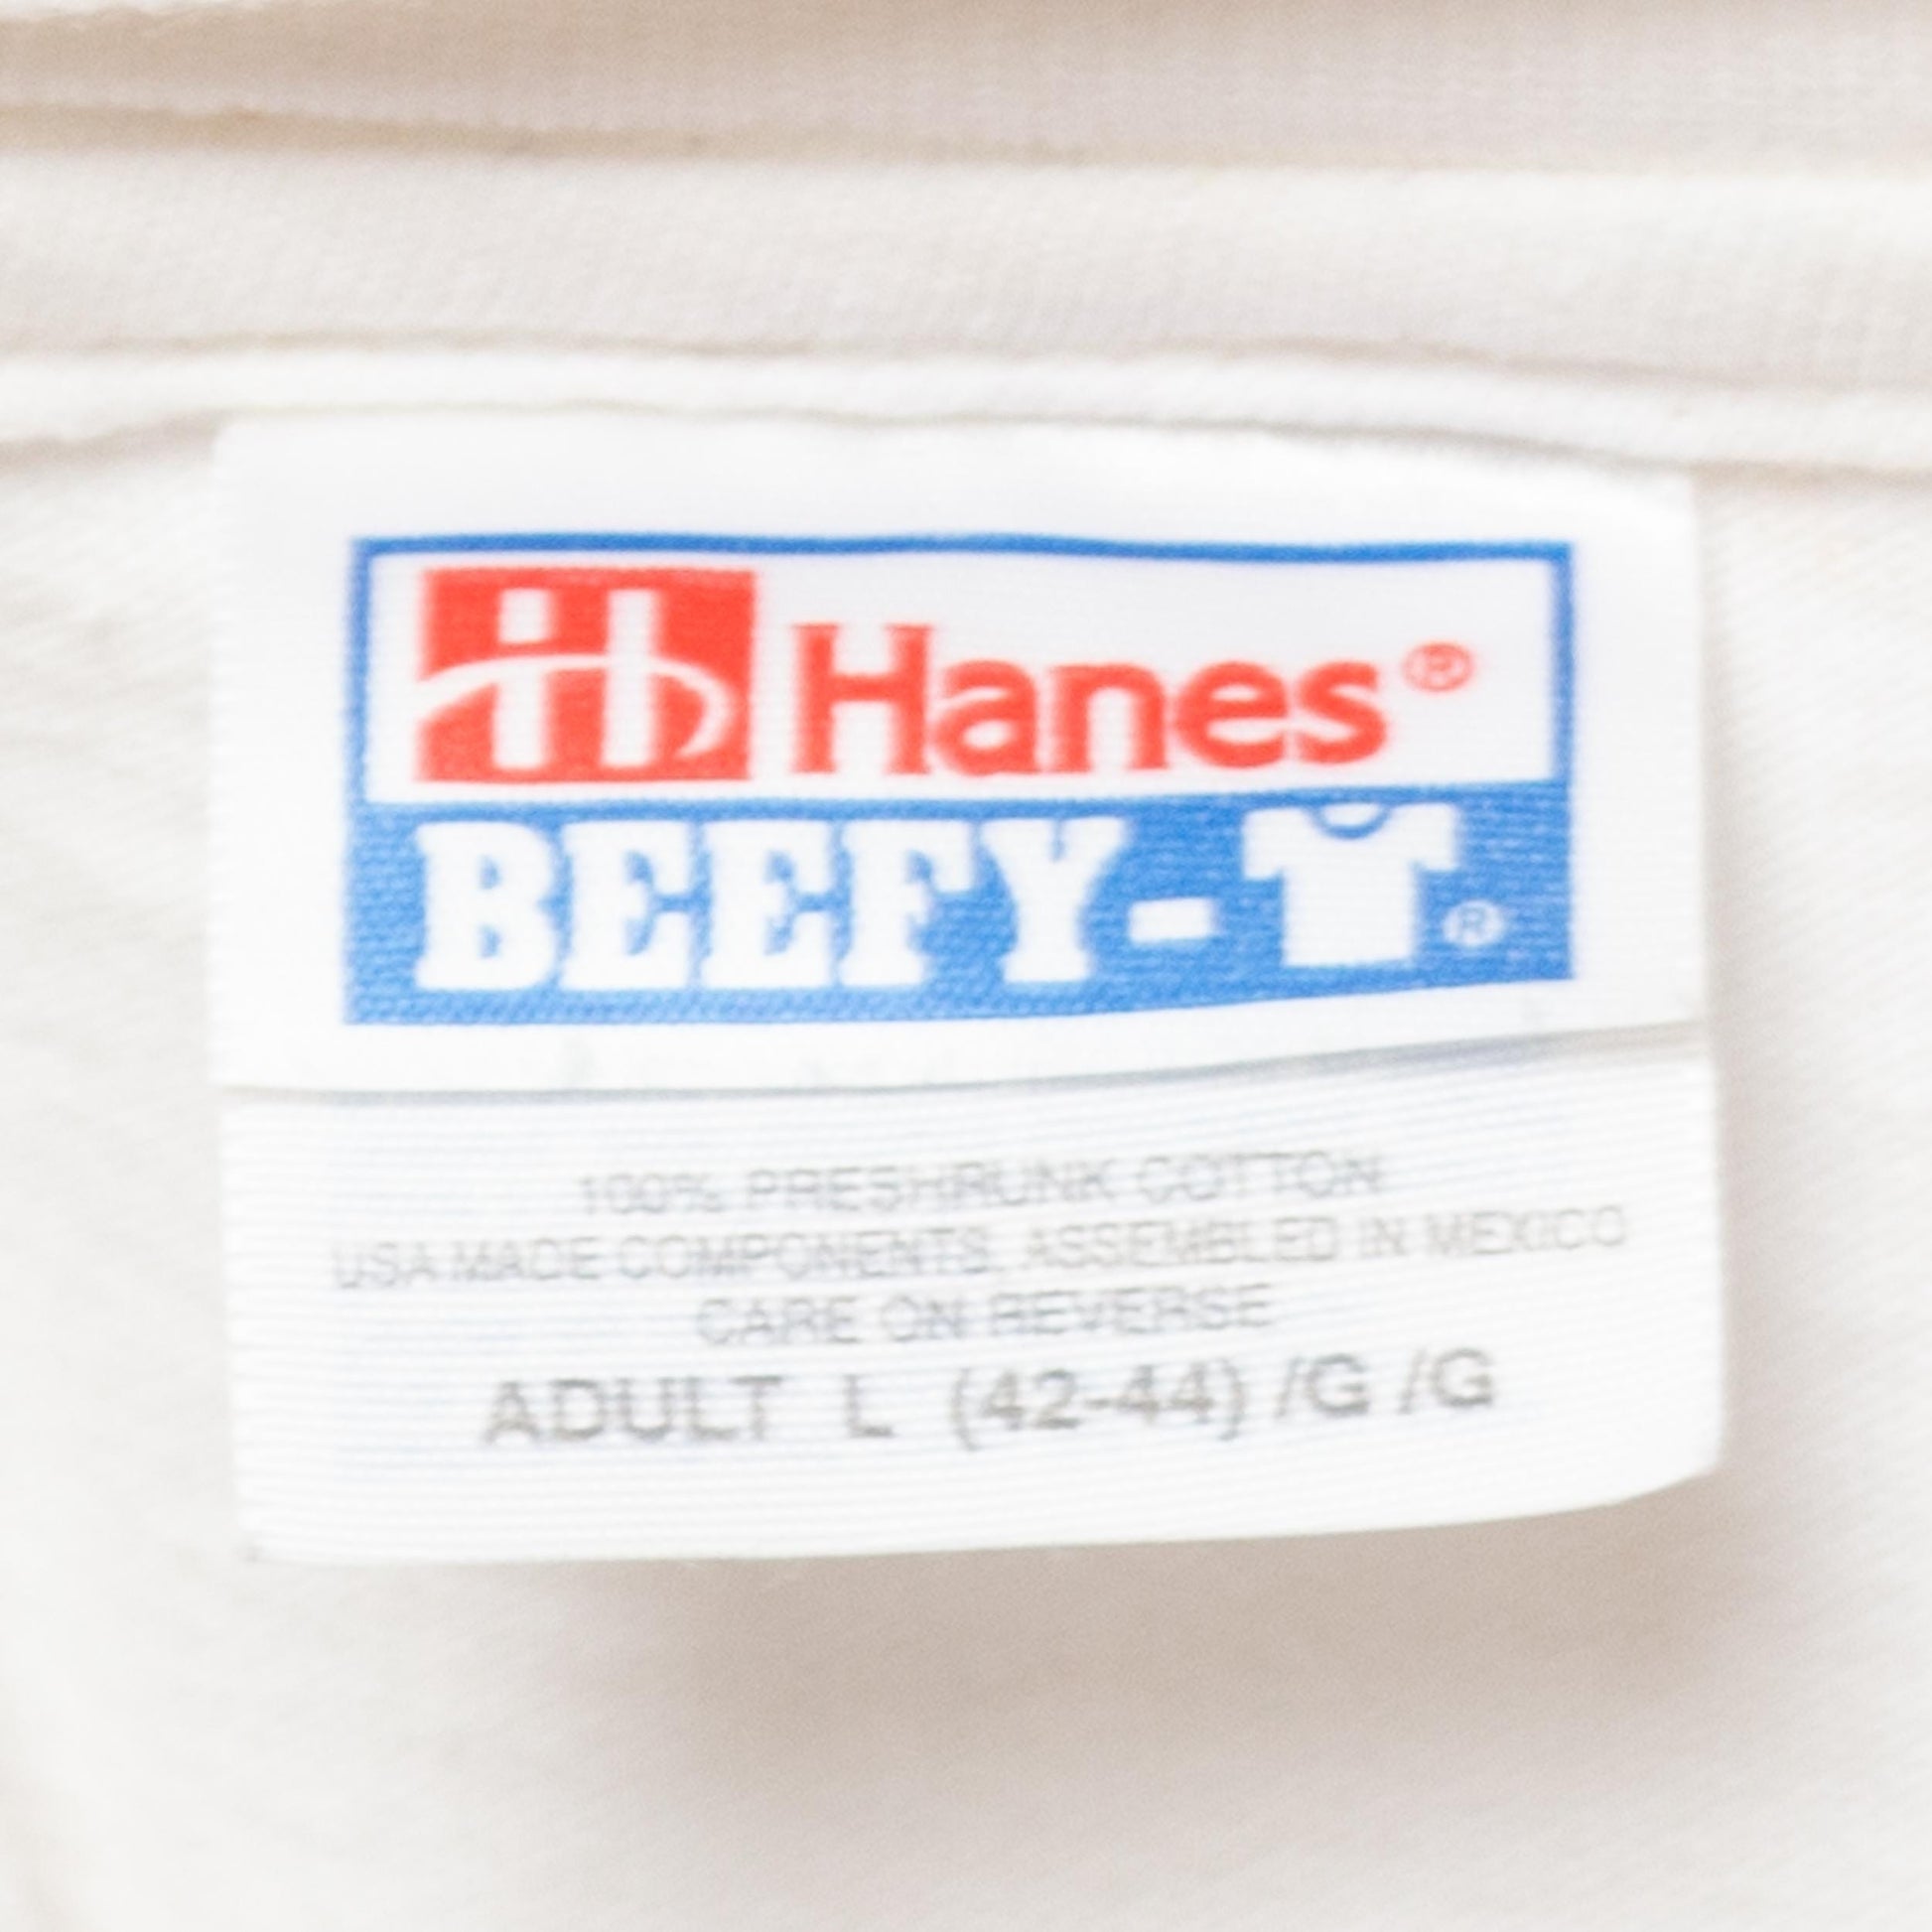 Hanes®
BEEFY-®
100% PRESHRUNK COTTON
USA MADE COMPONENTS, ASSEMBLED IN MEXICO
CARE ON REVERSE
ADULT L (42-44) /G /G